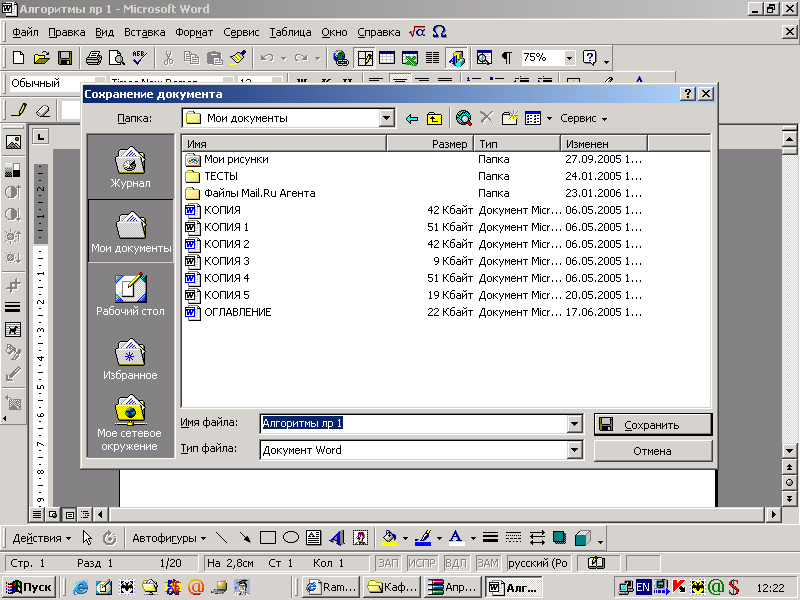 Алгоритмы лр 1 - Microsoft Word
Файл Правка Вид Вставка Формат Сервис Таблица Окно Справка √α Ω
75%
Обычный
Сохранение документа
Папка: Мои документы Сервис
Имя Размер Тип Изменен
Мои рисунки Папка 27.09.2005 1...
ТЕСТЫ Папка 24.01.2005 1...
Файлы Mail.Ru Агента Папка 23.01.2006 1...
КОПИЯ 42 Кбайт Документ Micr... 06.05.2005 1...
КОПИЯ 1 51 Кбайт Документ Micr... 06.05.2005 1...
КОПИЯ 2 42 Кбайт Документ Micr... 06.05.2005 1...
КОПИЯ 3 9 Кбайт Документ Micr... 06.05.2005 1...
КОПИЯ 4 51 Кбайт Документ Micr... 06.05.2005 1...
КОПИЯ 5 19 Кбайт Документ Micr... 20.05.2005 1...
ОГЛАВЛЕНИЕ 22 Кбайт Документ Micr... 17.06.2005 1...
Журнал
Мои документы
Рабочий стол
Избранное
Мое сетевое
окружение
Имя файла: Алгоритмы лр 1 Сохранить
Тип файла: Документ Word Отмена
Действия Автофигуры
Стр. 1 Разд 1 1/20 На 2,8см Ст 1 Кол 1 ЗАП ИСПР ВДЛ ЗАМ русский (Ро
Пуск Ram... Каф... Апр... Алг... EN 12:22